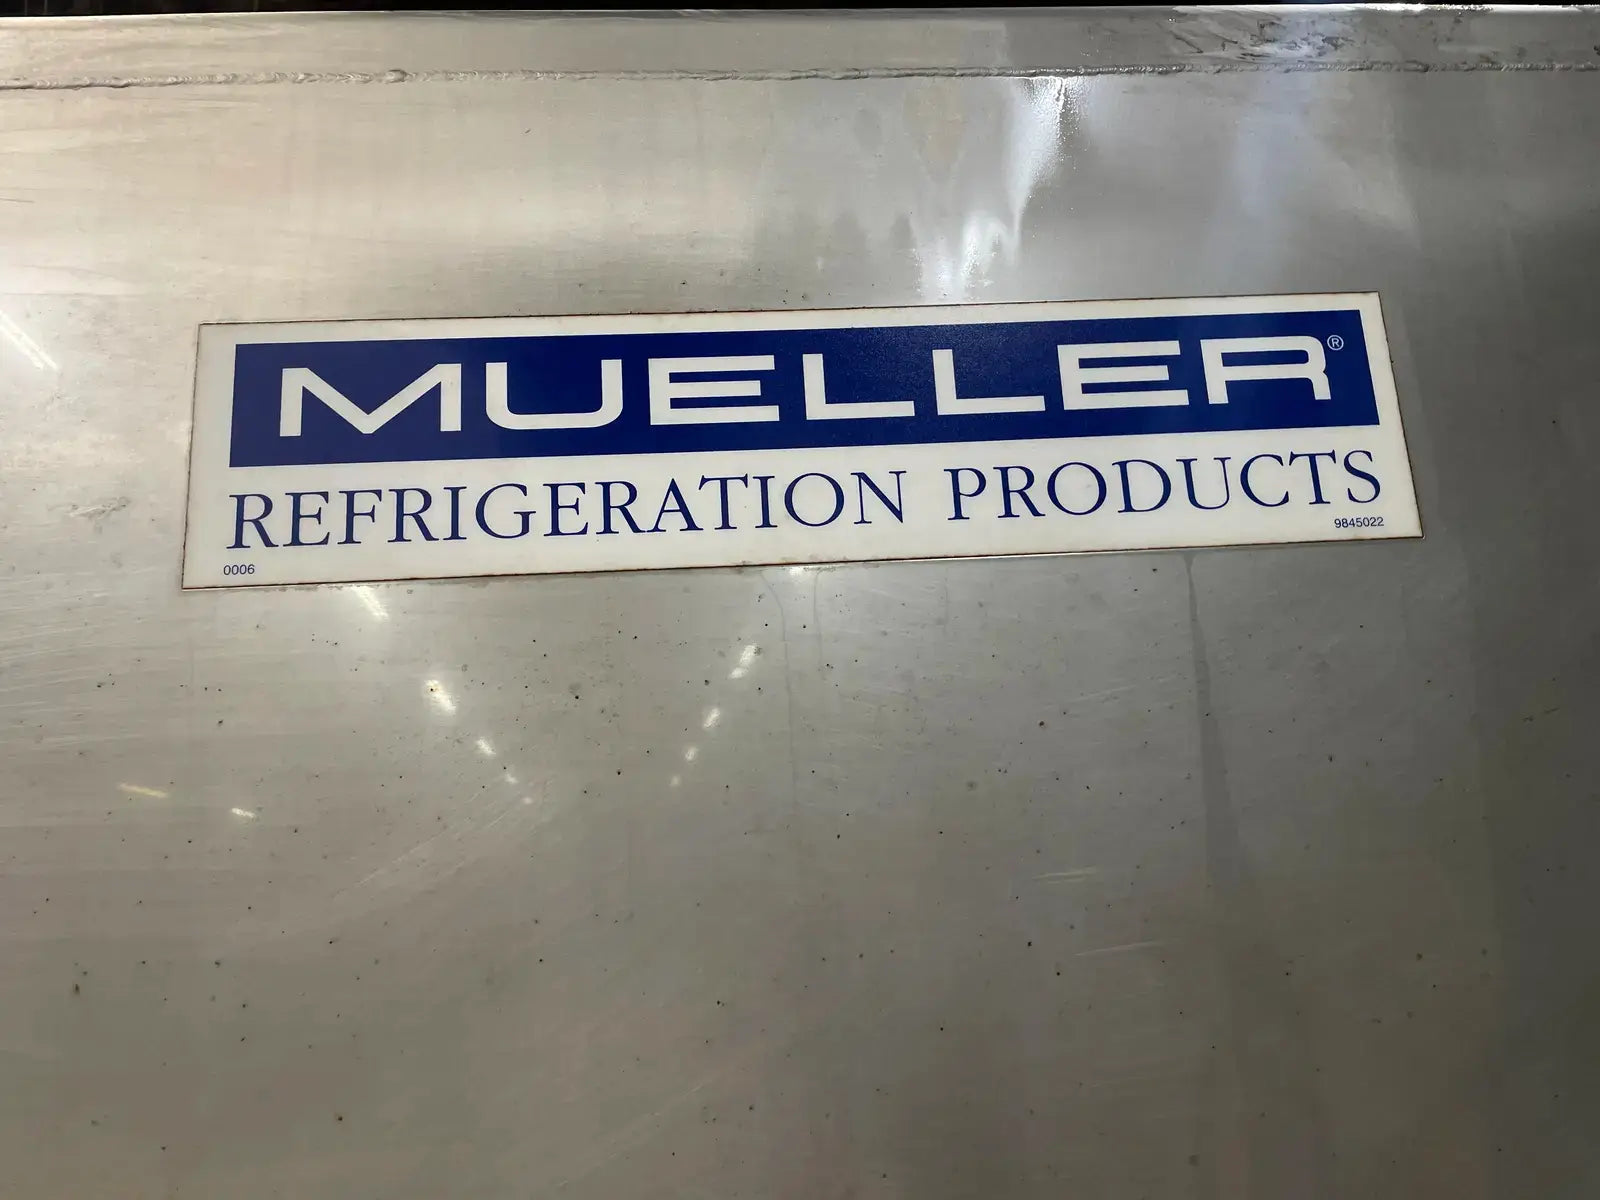 MUELLER®
REFRIGERATION PRODUCTS
0006
9845022